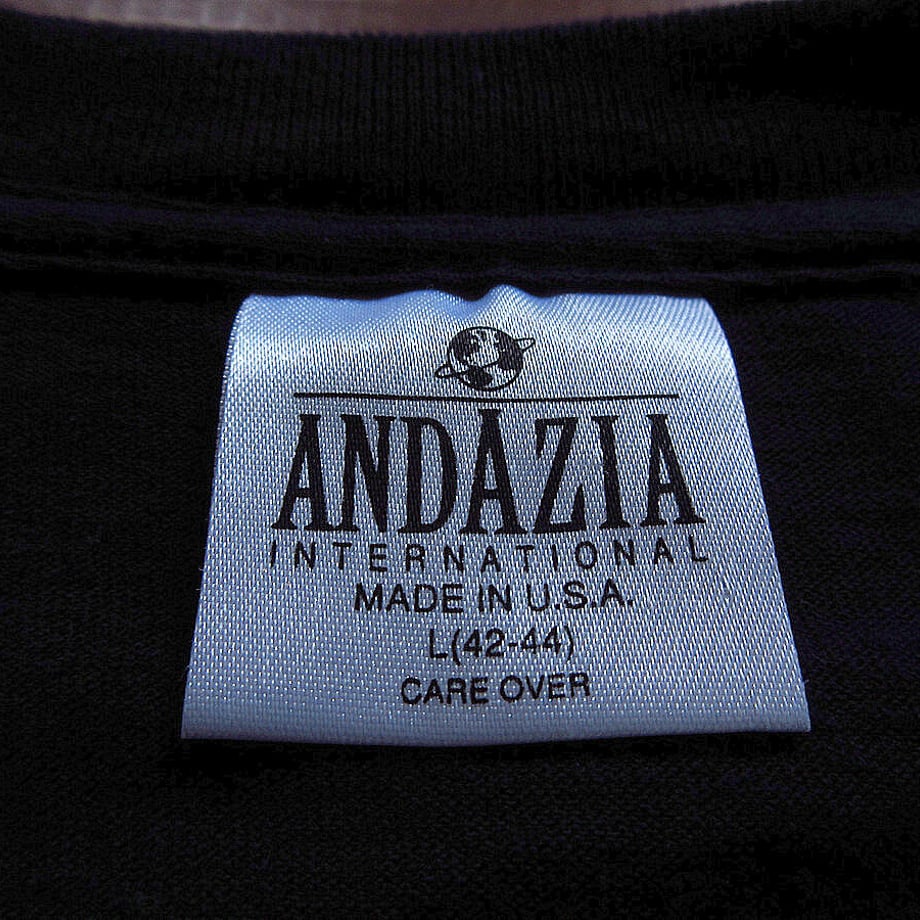 ANDAZIA
INTERNATIONAL
MADE IN U.S.A.
L(42-44)
CARE OVER